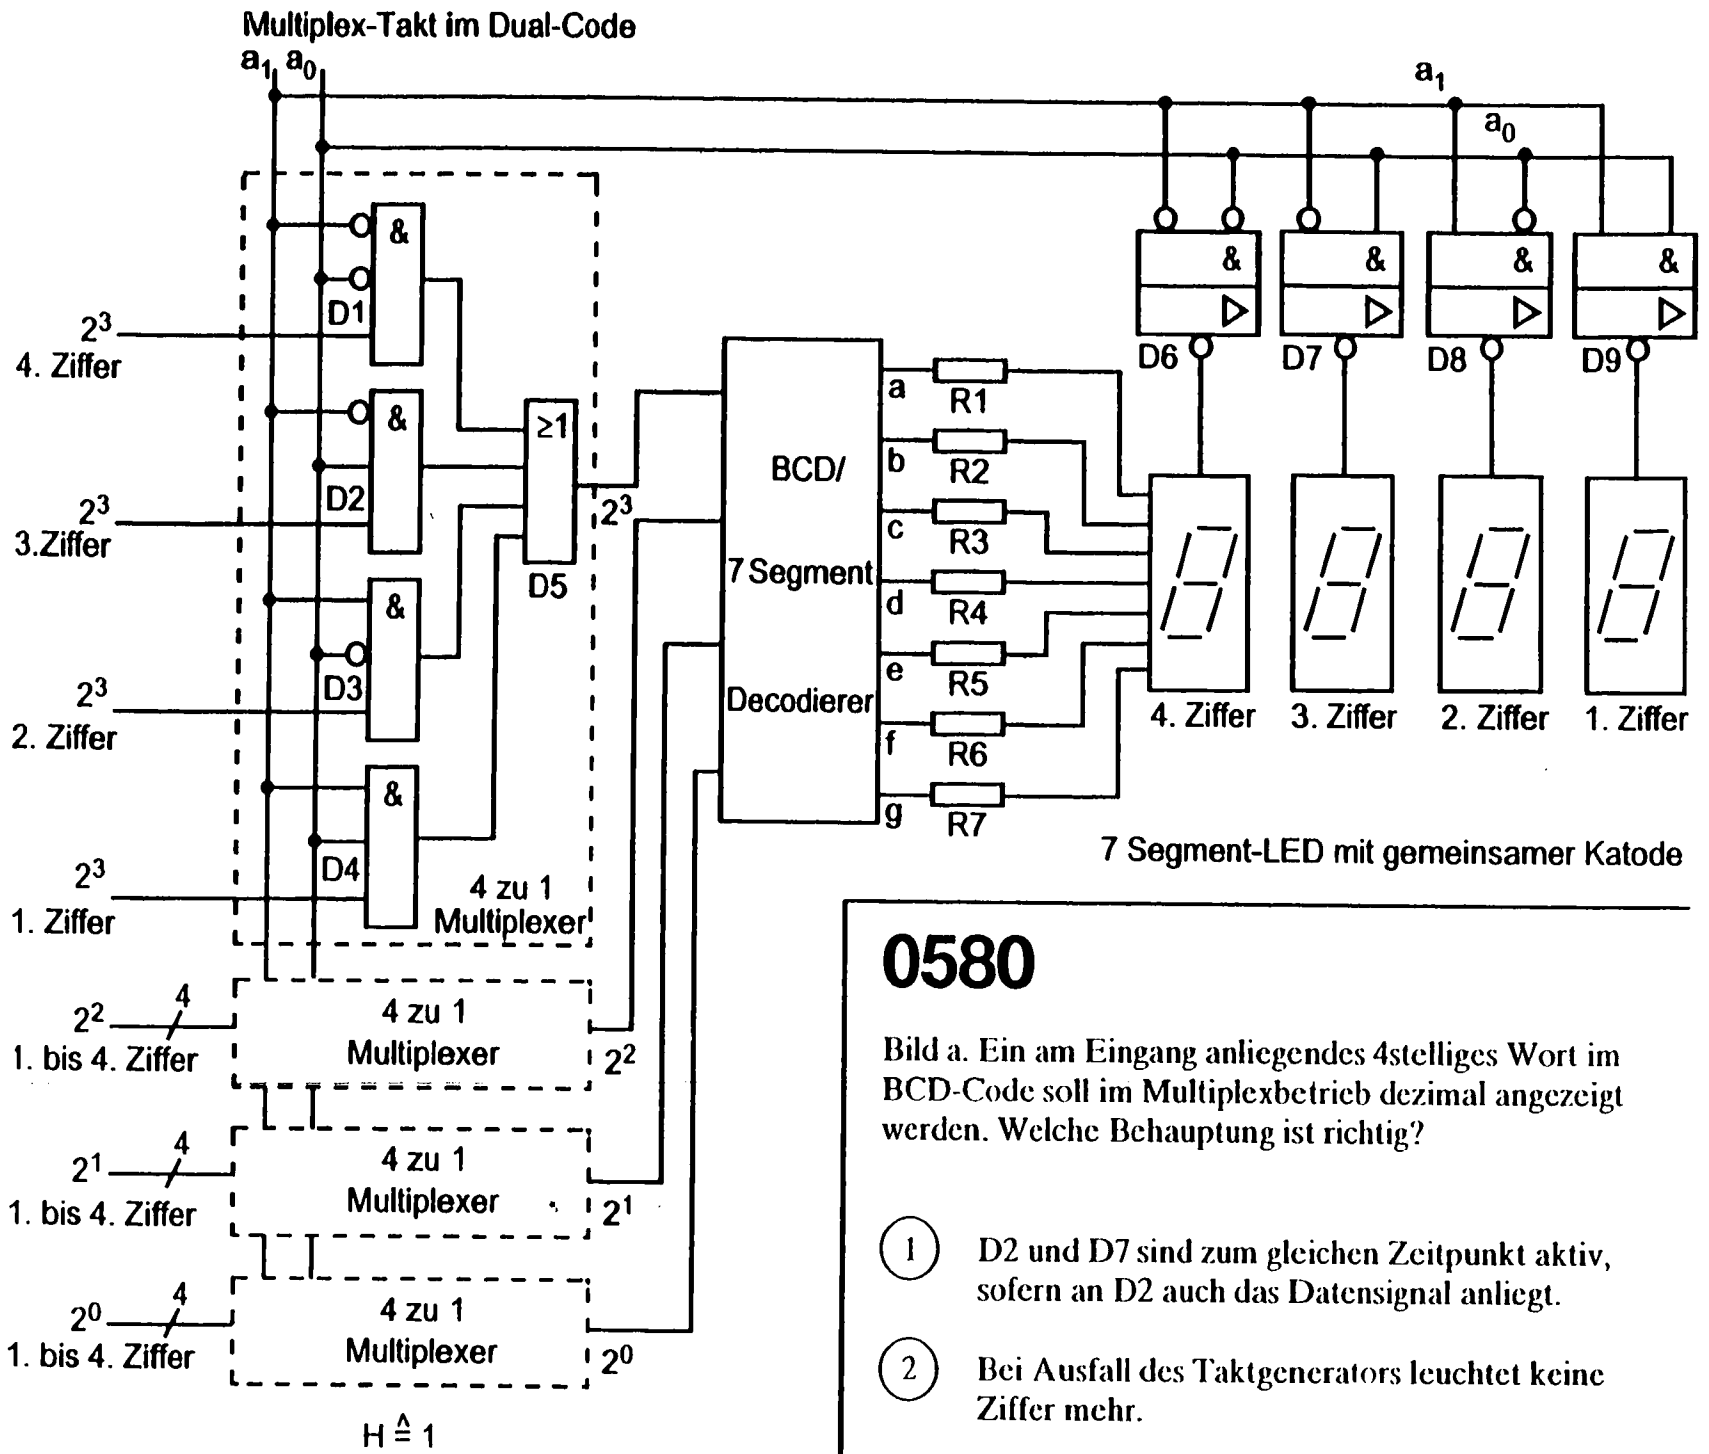 Multiplex-Takt im Dual-Code
a₁ a₀
a₁
a₀
&
D1
2³
4. Ziffer
&
D2
2³
3.Ziffer
≥1
D5
2³
&
D3
2³
2. Ziffer
&
D4
2³
1. Ziffer
4 zu 1
Multiplexer
2²
4
1. bis 4. Ziffer
4 zu 1
Multiplexer
2²
2¹
4
1. bis 4. Ziffer
4 zu 1
Multiplexer
2¹
2⁰
4
1. bis 4. Ziffer
4 zu 1
Multiplexer
2⁰
H ≙ 1
BCD/
7 Segment
Decodierer
a
R1
b
R2
c
R3
d
R4
e
R5
f
R6
g
R7
& & & &
D6 D7 D8 D9
4. Ziffer 3. Ziffer 2. Ziffer 1. Ziffer
7 Segment-LED mit gemeinsamer Katode
0580
Bild a. Ein am Eingang anliegendes 4stelliges Wort im
BCD-Code soll im Multiplexbetrieb dezimal angezeigt
werden. Welche Behauptung ist richtig?
1 D2 und D7 sind zum gleichen Zeitpunkt aktiv,
sofern an D2 auch das Datensignal anliegt.
2 Bei Ausfall des Taktgenerators leuchtet keine
Ziffer mehr.